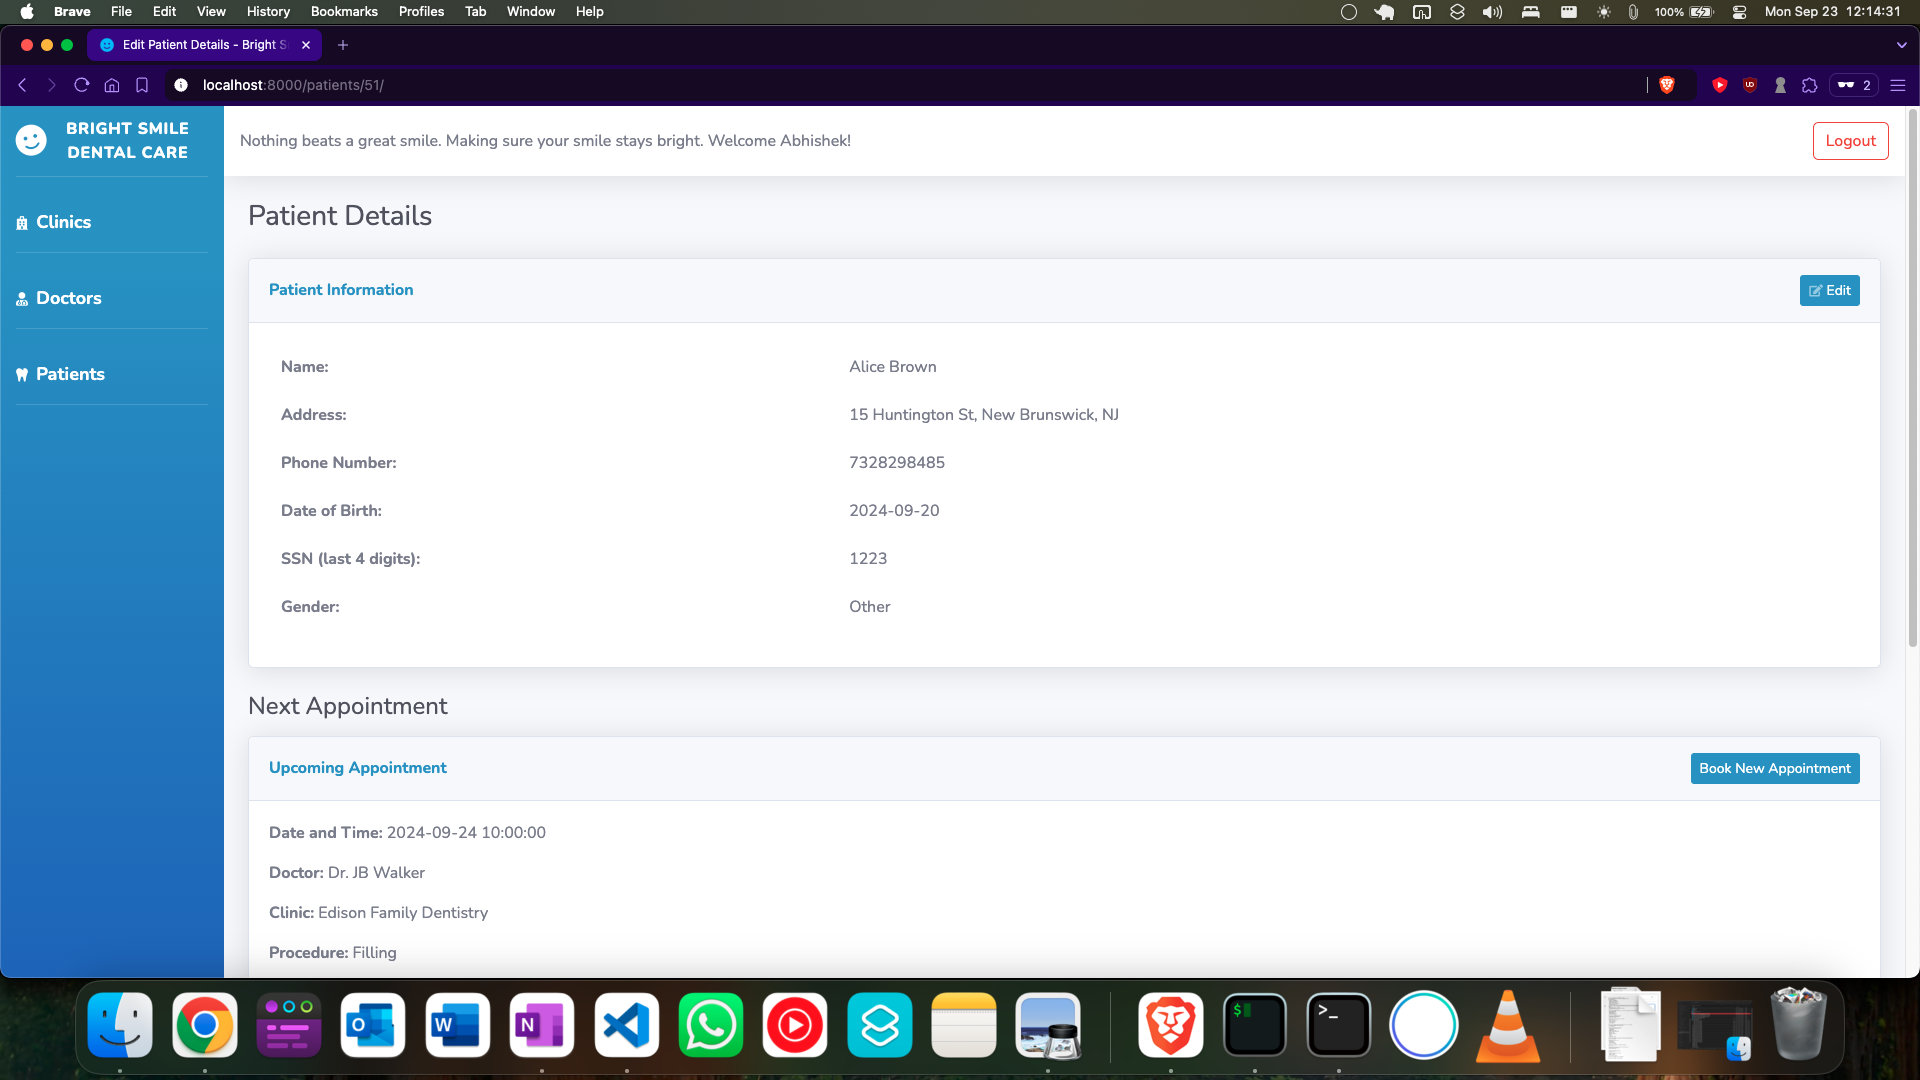 Brave File Edit View History Bookmarks Profiles Tab Window Help 100% Mon Sep 23 12:14:31
Edit Patient Details - Bright S
localhost:8000/patients/51/ 2
BRIGHT SMILE
DENTAL CARE
Nothing beats a great smile. Making sure your smile stays bright. Welcome Abhishek! Logout
Clinics
Doctors
Patients
Patient Details
Patient Information Edit
Name: Alice Brown
Address: 15 Huntington St, New Brunswick, NJ
Phone Number: 7328298485
Date of Birth: 2024-09-20
SSN (last 4 digits): 1223
Gender: Other
Next Appointment
Upcoming Appointment Book New Appointment
Date and Time: 2024-09-24 10:00:00
Doctor: Dr. JB Walker
Clinic: Edison Family Dentistry
Procedure: Filling
O W N $ >_